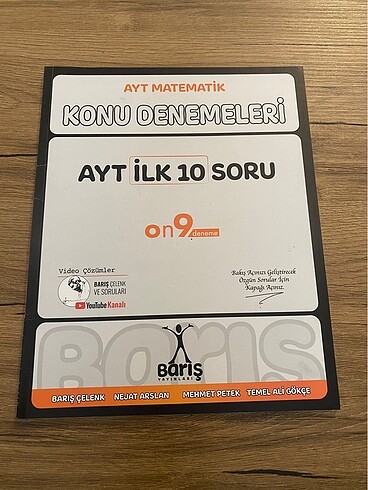 AYT MATEMATİK
KONU DENEMELERİ
AYT İLK 10 SORU
on9 deneme
Video Çözümler
BARIŞ ÇELENK
VE SORULARI
YouTube Kanalı
Bakış Açınızı Geliştirecek
Özgün Sorular İçin
Kapağı Açınız.
BARIŞ
Barış
YAYINLARI
BARIŞ ÇELENK NEJAT ARSLAN MEHMET PETEK TEMEL ALİ GÖKÇE